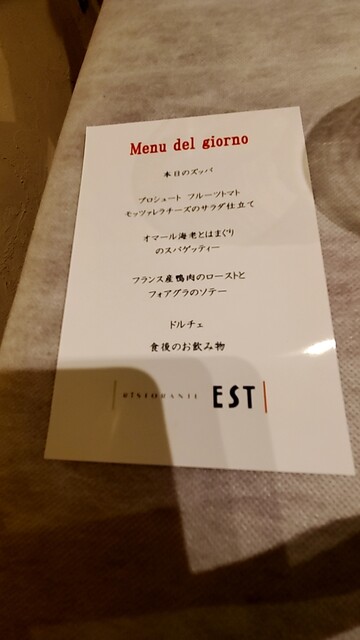 Menu del giorno
本日のズッパ
プロシュート フルーツトマト
モッツァレラチーズのサラダ仕立て
オマール海老とはまぐり
のスパゲッティー
フランス産鴨肉のローストと
フォアグラのソテー
ドルチェ
食後のお飲み物
RISTORANTE EST